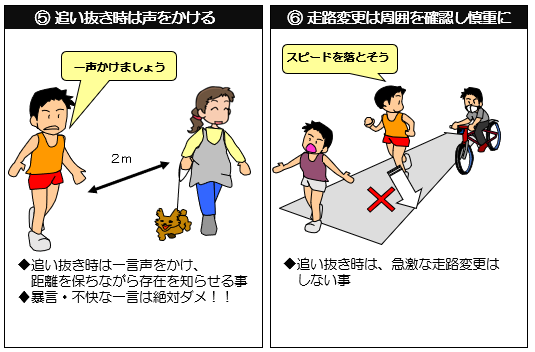 ⑤ 追い抜き時は声をかける
一声かけましょう
2m
◆追い抜き時は一言声をかけ、
距離を保ちながら存在を知らせる事
◆暴言・不快な一言は絶対ダメ！！
⑥ 走路変更は周囲を確認し慎重に
スピードを落とそう
◆追い抜き時は、急激な走路変更は
しない事